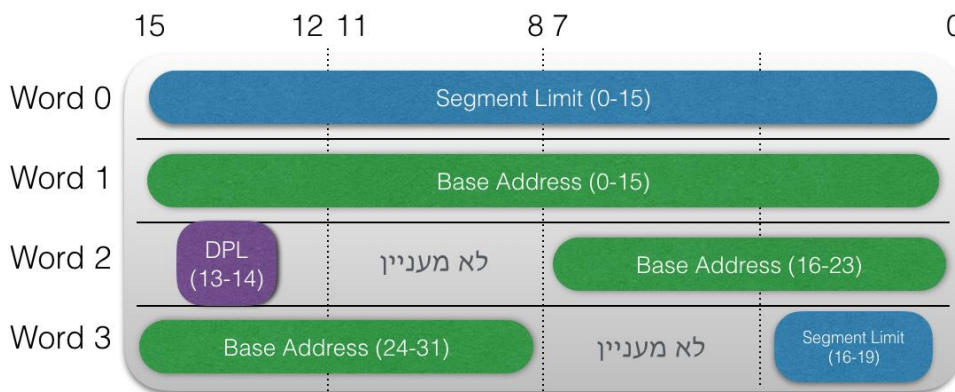 15 12 11 8 7 0
Word 0 Segment Limit (0-15)
Word 1 Base Address (0-15)
Word 2 DPL (13-14) לא מעניין Base Address (16-23)
Word 3 Base Address (24-31) לא מעניין Segment Limit (16-19)